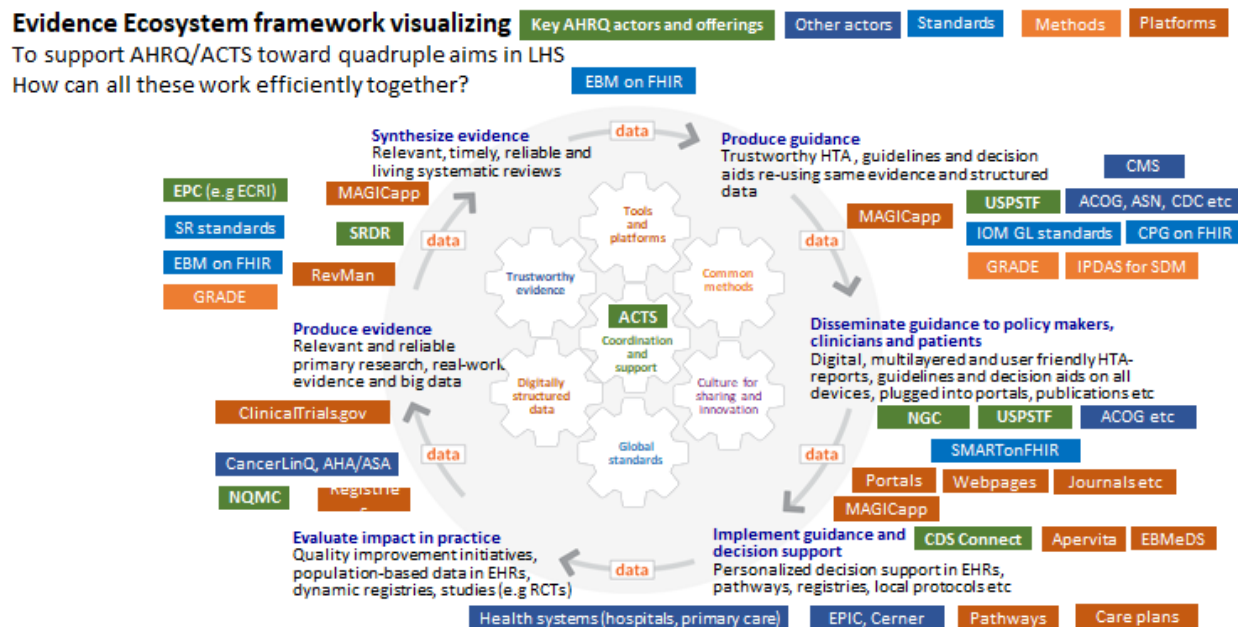 Evidence Ecosystem framework visualizing
Key AHRQ actors and offerings
Other actors
Standards
Methods
Platforms
To support AHRQ/ACTS toward quadruple aims in LHS
How can all these work efficiently together?
EBM on FHIR
data
Synthesize evidence
Relevant, timely, reliable and
living systematic reviews
EPC (e.g ECRI)
MAGICapp
SR standards
SRDR
EBM on FHIR
RevMan
GRADE
data
Produce guidance
Trustworthy HTA , guidelines and decision
aids re-using same evidence and structured
data
CMS
MAGICapp
USPSTF
ACOG, ASN, CDC etc
IOM GL standards
CPG on FHIR
GRADE
IPDAS for SDM
data
Tools
and
platforms
Trustworthy
evidence
Common
methods
ACTS
Coordination
and
support
Digitally
structured
data
Culture for
sharing and
innovation
Global
standards
Produce evidence
Relevant and reliable
primary research, real-work
evidence and big data
ClinicalTrials.gov
CancerLinQ, AHA/ASA
NQMC
Registrie
data
Disseminate guidance to policy makers,
clinicians and patients
Digital, multilayered and user friendly HTA-
reports, guidelines and decision aids on all
devices, plugged into portals, publications etc
NGC
USPSTF
ACOG etc
SMARTonFHIR
Portals
Webpages
Journals etc
MAGICapp
data
Evaluate impact in practice
Quality improvement initiatives,
population-based data in EHRs,
dynamic registries, studies (e.g RCTs)
data
Implement guidance and
decision support
Personalized decision support in EHRs,
pathways, registries, local protocols etc
CDS Connect
Apervita
EBMeDS
Health systems (hospitals, primary care)
EPIC, Cerner
Pathways
Care plans